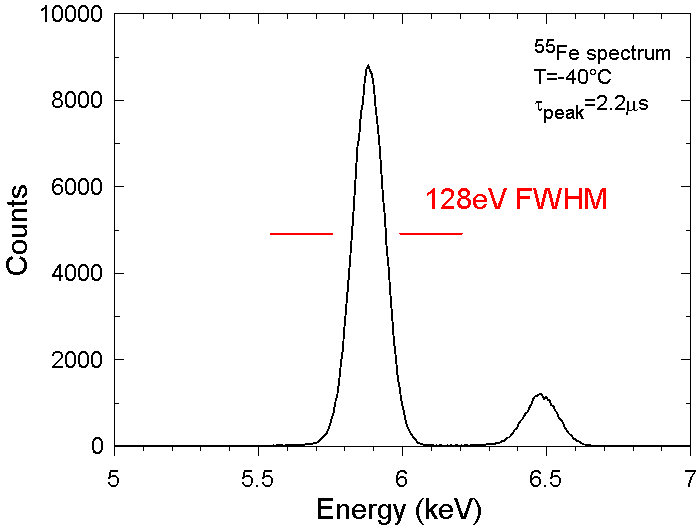 10000
⁵⁵Fe spectrum
T=-40°C
τpeak=2.2μs
8000
128eV FWHM
6000
Counts
4000
2000
0
5 5.5 6 6.5 7
Energy (keV)